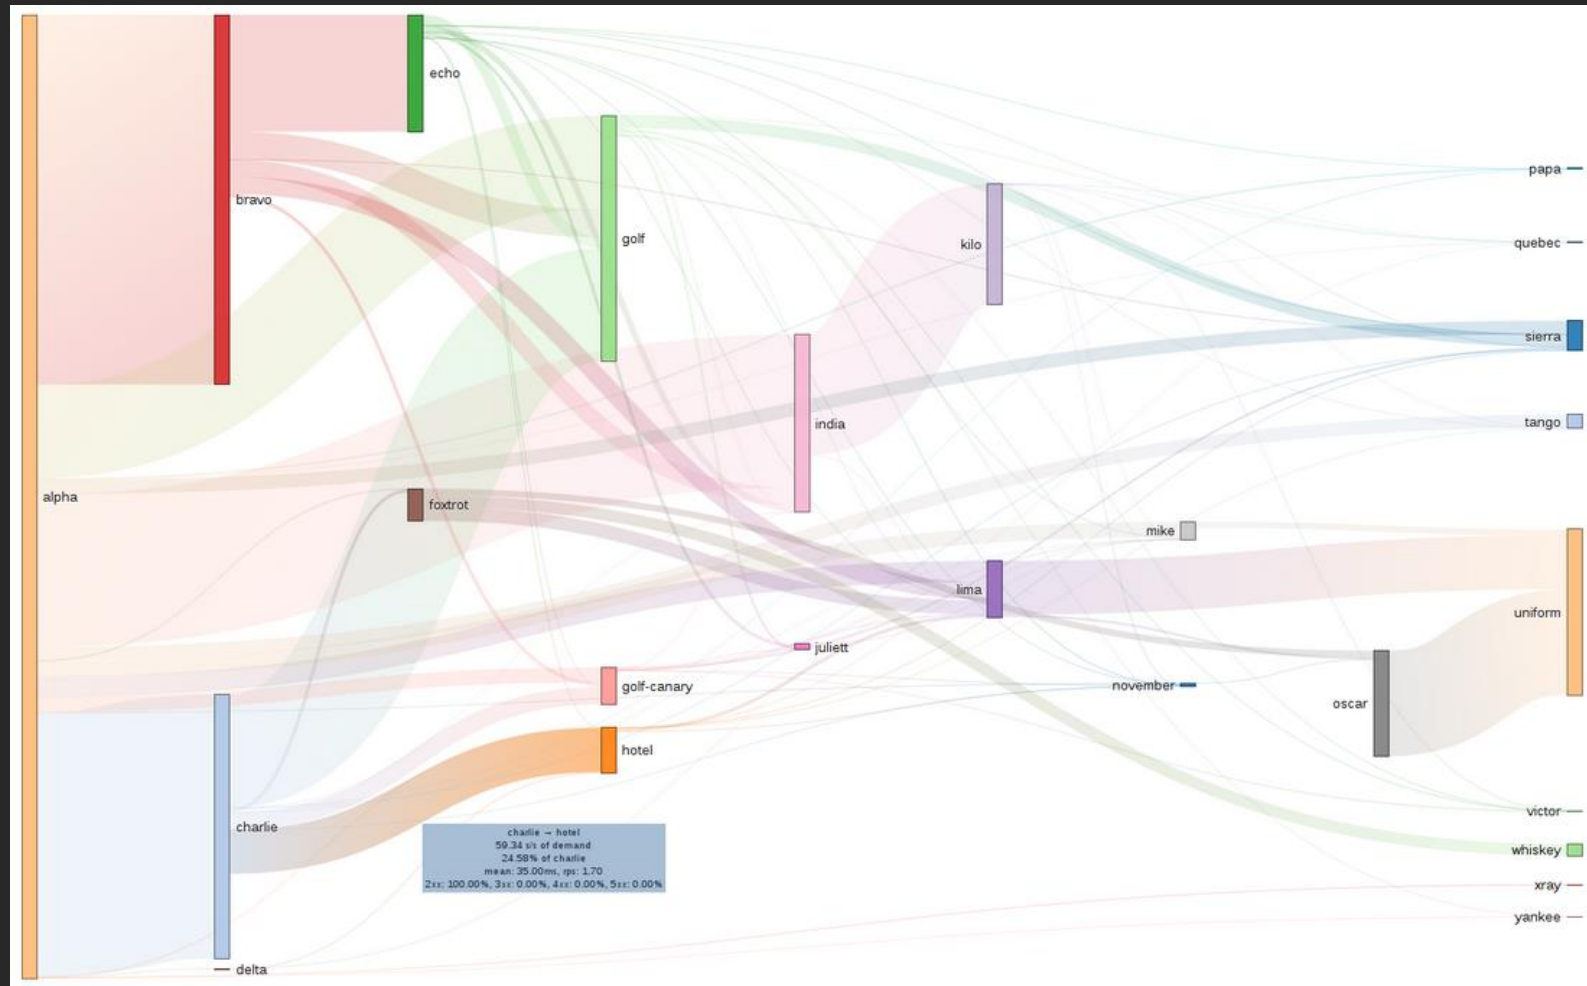 echo
papa
bravo
golf
kilo
quebec
sierra
india
tango
alpha
foxtrot
mike
lima
uniform
juliett
golf-canary
november
oscar
hotel
victor
charlie
charlie → hotel
59.34 s/s of demand
24.58% of charlie
mean: 35.00ms, rps: 1.70
2xx: 100.00%, 3xx: 0.00%, 4xx: 0.00%, 5xx: 0.00%
whiskey
xray
yankee
delta